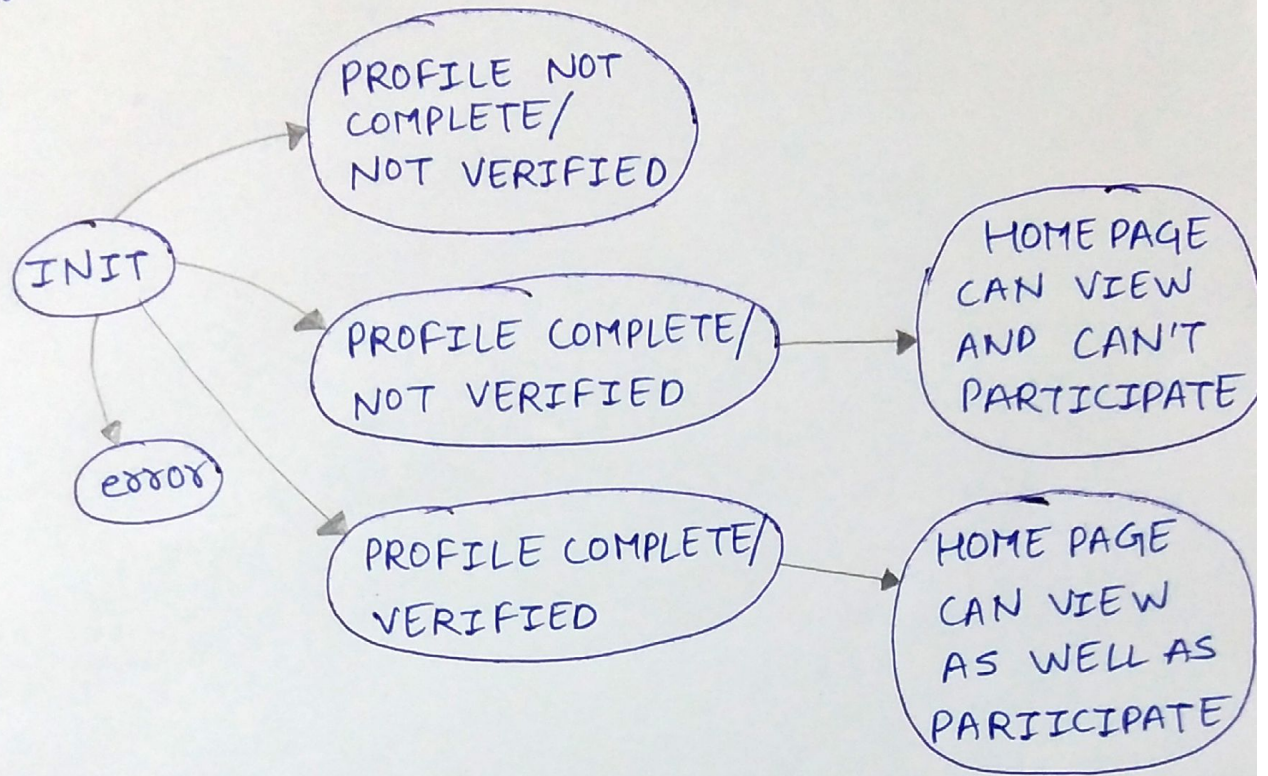 PROFILE NOT
COMPLETE/
NOT VERIFIED
INIT
PROFILE COMPLETE/
NOT VERIFIED
HOME PAGE
CAN VIEW
AND CAN'T
PARTICIPATE
error
PROFILE COMPLETE/
VERIFIED
HOME PAGE
CAN VIEW
AS WELL AS
PARTICIPATE